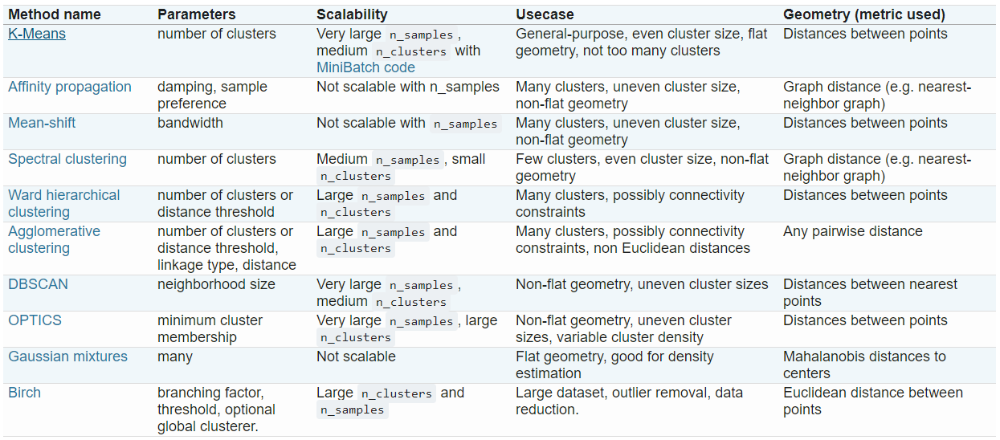 Method name Parameters Scalability Usecase Geometry (metric used)
K-Means number of clusters Very large n_samples, General-purpose, even cluster size, flat Distances between points
medium n_clusters with geometry, not too many clusters
MiniBatch code
Affinity propagation damping, sample Not scalable with n_samples Many clusters, uneven cluster size, Graph distance (e.g. nearest-
preference non-flat geometry neighbor graph)
Mean-shift bandwidth Not scalable with n_samples Many clusters, uneven cluster size, Distances between points
non-flat geometry
Spectral clustering number of clusters Medium n_samples, small Few clusters, even cluster size, non-flat Graph distance (e.g. nearest-
n_clusters geometry neighbor graph)
Ward hierarchical number of clusters or Large n_samples and Many clusters, possibly connectivity Distances between points
clustering distance threshold n_clusters constraints
Agglomerative number of clusters or Large n_samples and Many clusters, possibly connectivity Any pairwise distance
clustering distance threshold, n_clusters constraints, non Euclidean distances
linkage type, distance
DBSCAN neighborhood size Very large n_samples, Non-flat geometry, uneven cluster sizes Distances between nearest
medium n_clusters points
OPTICS minimum cluster Very large n_samples, large Non-flat geometry, uneven cluster Distances between points
membership n_clusters sizes, variable cluster density
Gaussian mixtures many Not scalable Flat geometry, good for density Mahalanobis distances to
estimation centers
Birch branching factor, Large n_clusters and Large dataset, outlier removal, data Euclidean distance between
threshold, optional n_samples reduction. points
global clusterer.